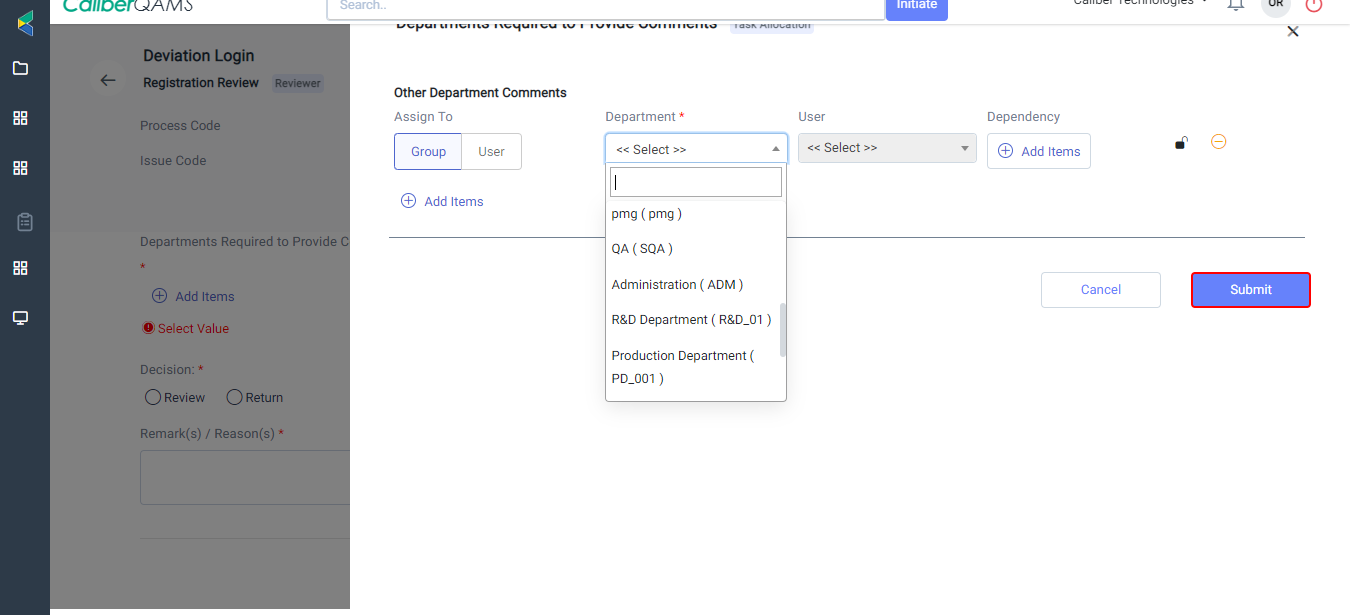 CaliberQAMS
Search..
Initiate
Caliber Technologies
UR
Deviation Login
Registration Review
Reviewer
Process Code
Issue Code
Departments Required to Provide C
*
Add Items
Select Value
Decision: *
Review
Return
Remark(s) / Reason(s) *
Departments Required to Provide Comments
Task Allocation
Other Department Comments
Assign To
Department *
User
Dependency
Group
User
<< Select >>
<< Select >>
Add Items
Add Items
pmg ( pmg )
QA ( SQA )
Administration ( ADM )
R&D Department ( R&D_01 )
Production Department (
PD_001 )
Cancel
Submit